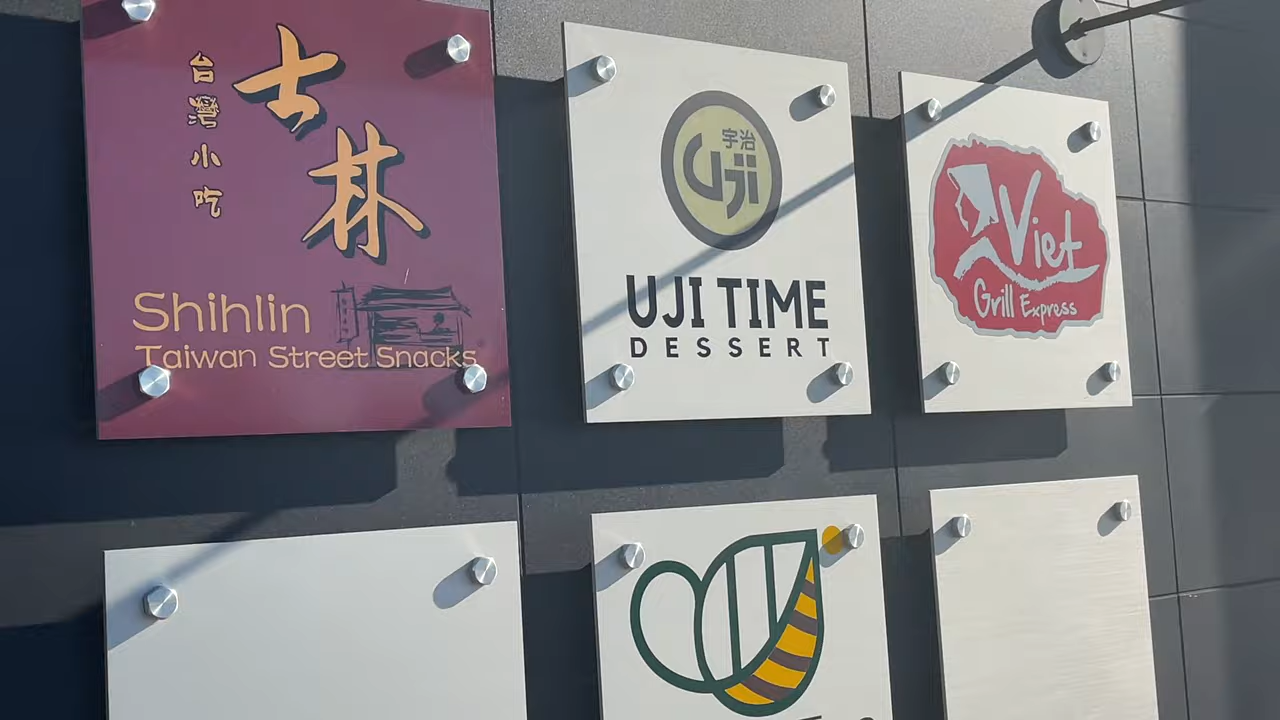 士林
台灣小吃
Shihlin
Taiwan Street Snacks
宇治
Uji
UJI TIME
DESSERT
Viet
Grill Express